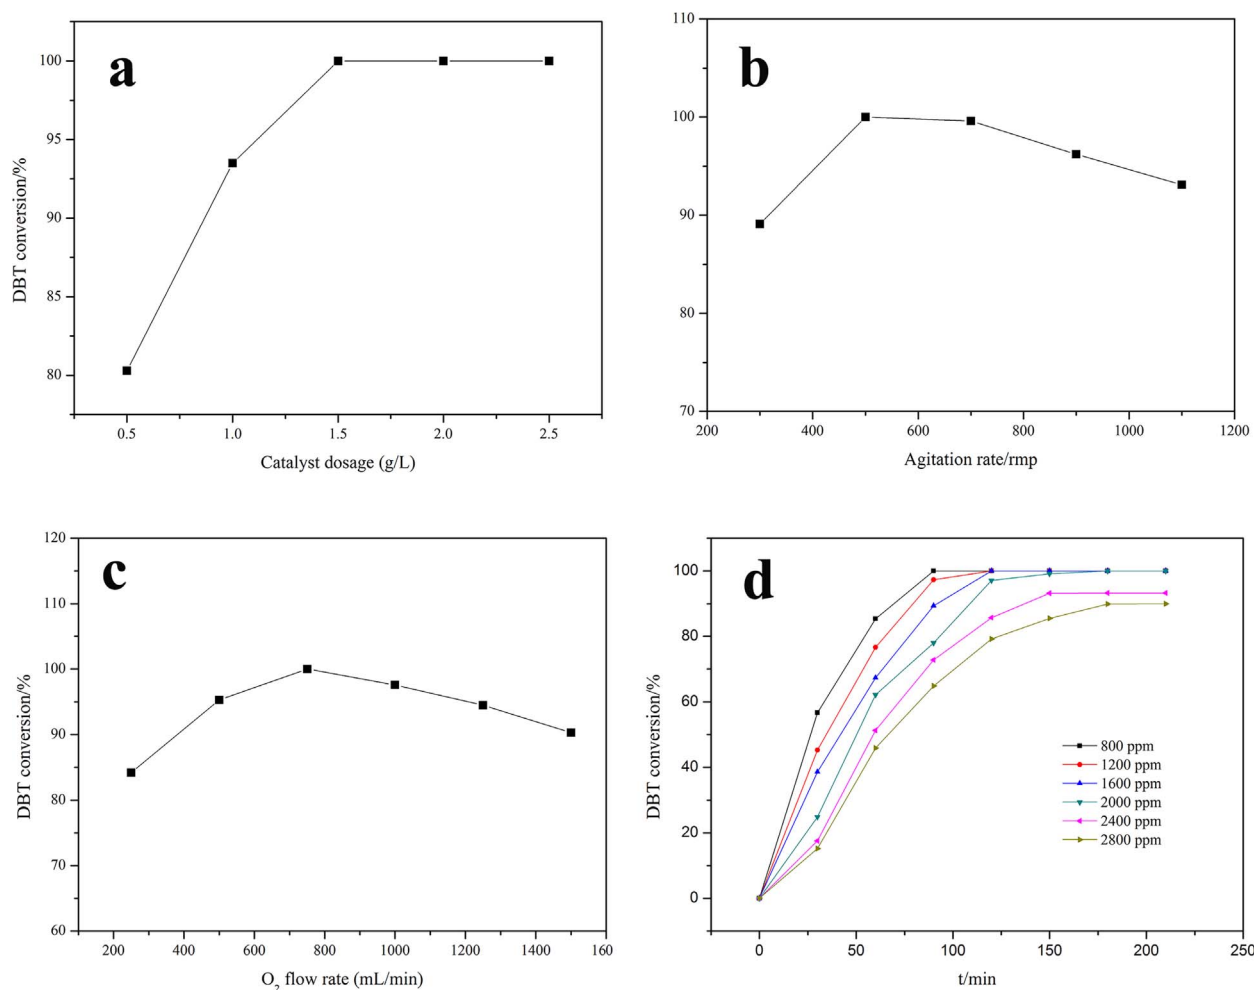 a
100
95
90
85
80
DBT conversion/%
0.5 1.0 1.5 2.0 2.5
Catalyst dosage (g/L)
b
110
100
90
80
70
200 400 600 800 1000 1200
Agitation rate/rmp
c
120
110
100
90
80
70
60
DBT conversion/%
200 400 600 800 1000 1200 1400 160
O₂ flow rate (mL/min)
d
100
80
60
40
20
0
DBT conversion/%
800 ppm
1200 ppm
1600 ppm
2000 ppm
2400 ppm
2800 ppm
0 50 100 150 200 250
t/min